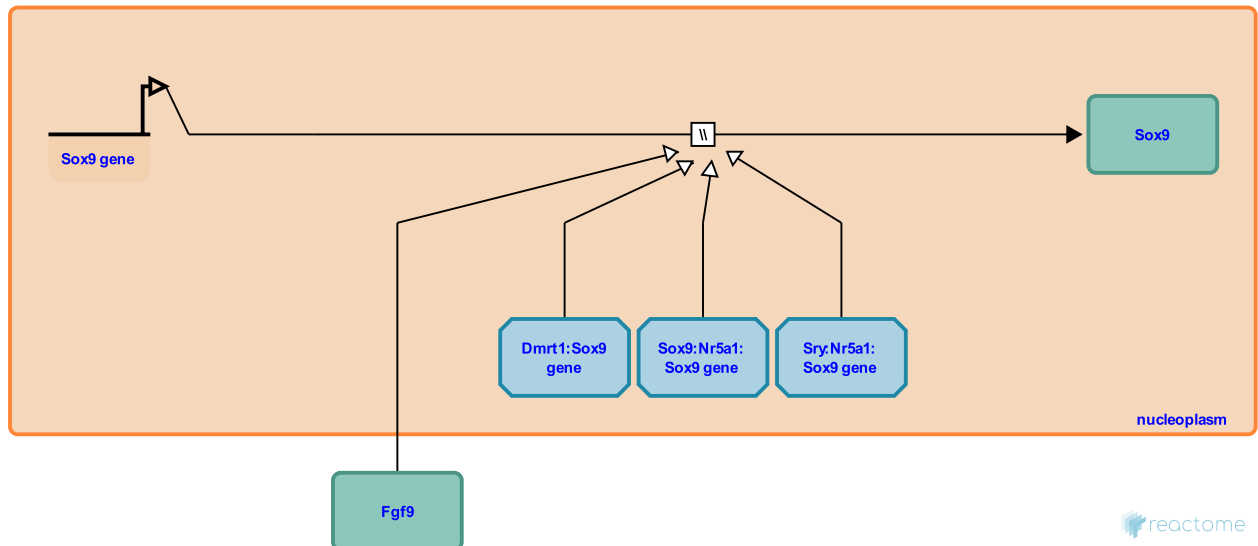 Sox9 gene
\\
Sox9
Dmrt1:Sox9
gene
Sox9:Nr5a1:
Sox9 gene
Sry:Nr5a1:
Sox9 gene
nucleoplasm
Fgf9
reactome